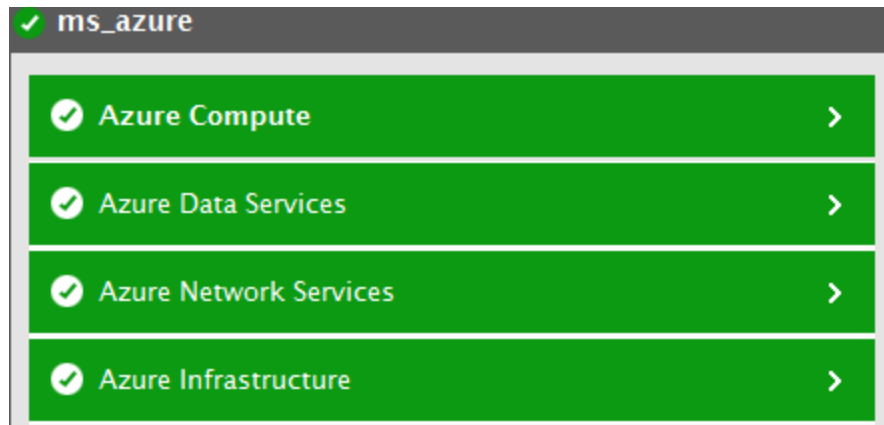 ms_azure
Azure Compute
Azure Data Services
Azure Network Services
Azure Infrastructure